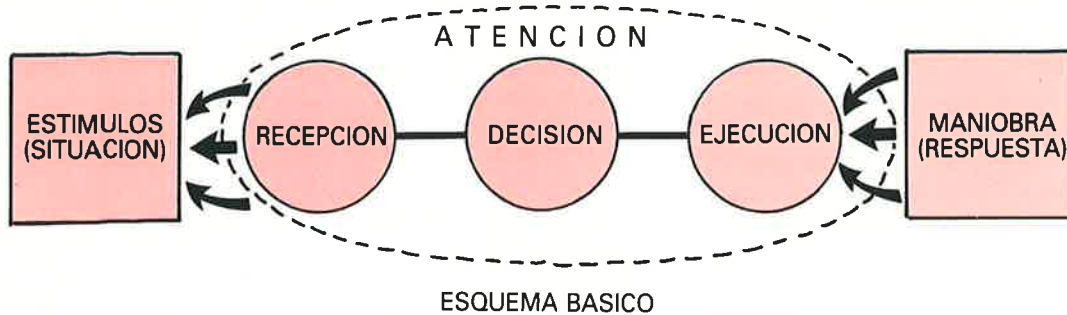 ATENCION
ESTIMULOS
(SITUACION)
RECEPCION
DECISION
EJECUCION
MANIOBRA
(RESPUESTA)
ESQUEMA BASICO